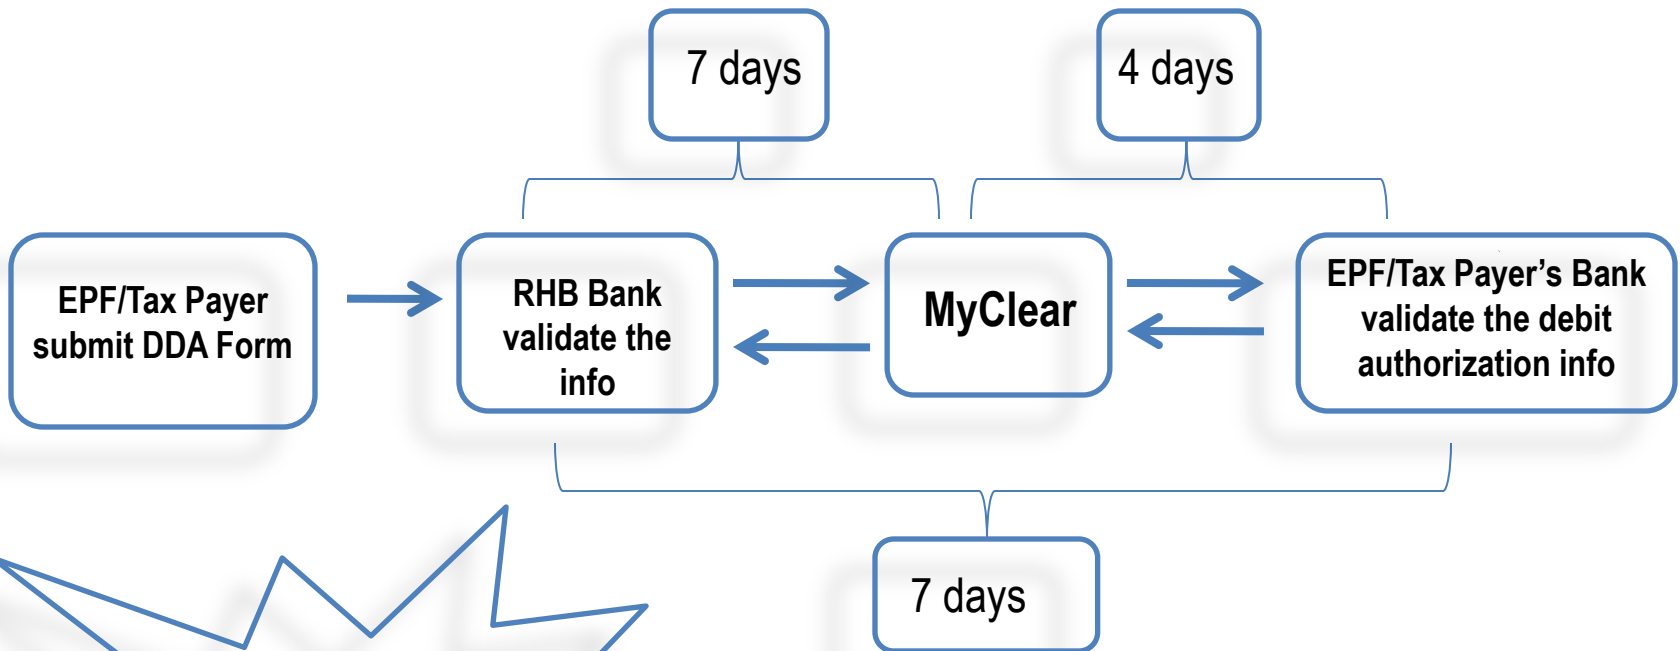 7 days
4 days
EPF/Tax Payer
submit DDA Form
RHB Bank
validate the
info
MyClear
EPF/Tax Payer’s Bank
validate the debit
authorization info
7 days